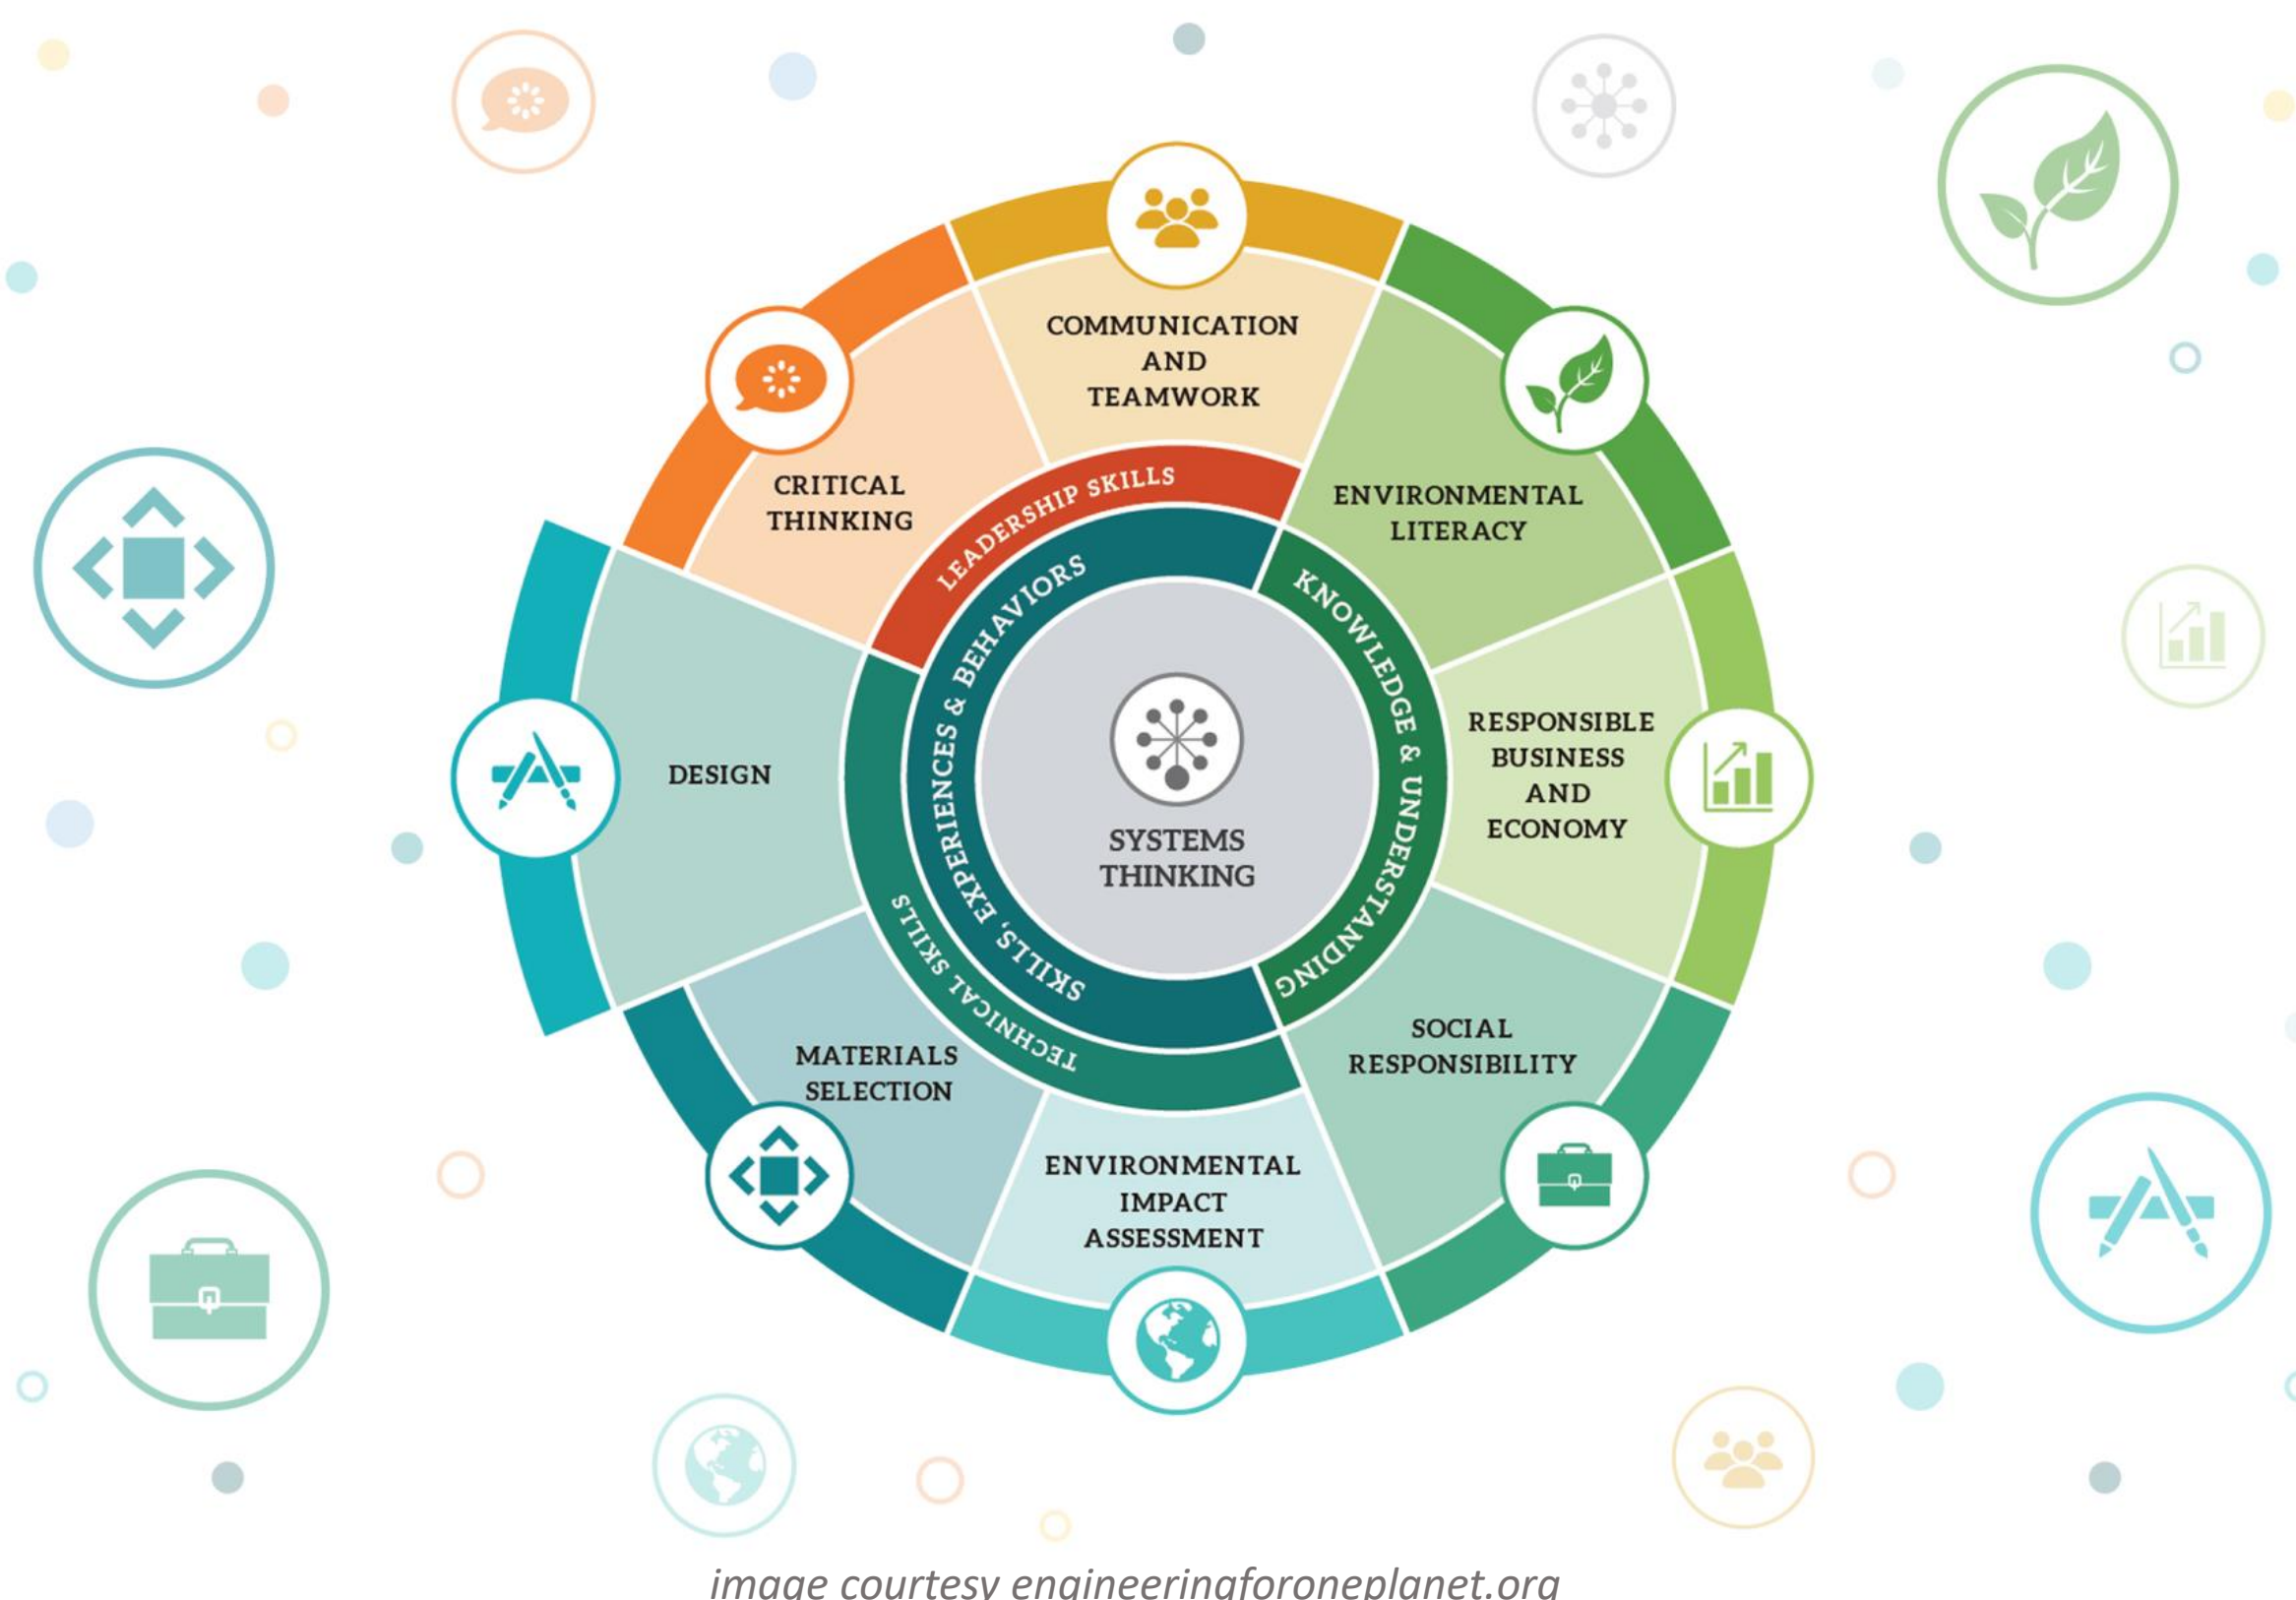 COMMUNICATION
AND
TEAMWORK
CRITICAL
THINKING
LEADERSHIP SKILLS
ENVIRONMENTAL
LITERACY
SKILLS, EXPERIENCES & BEHAVIORS
KNOWLEDGE & UNDERSTANDING
RESPONSIBLE
BUSINESS
AND
ECONOMY
DESIGN
SYSTEMS
THINKING
TECHNICAL SKILLS
SOCIAL
RESPONSIBILITY
MATERIALS
SELECTION
ENVIRONMENTAL
IMPACT
ASSESSMENT
image courtesy engineeringforoneplanet.org